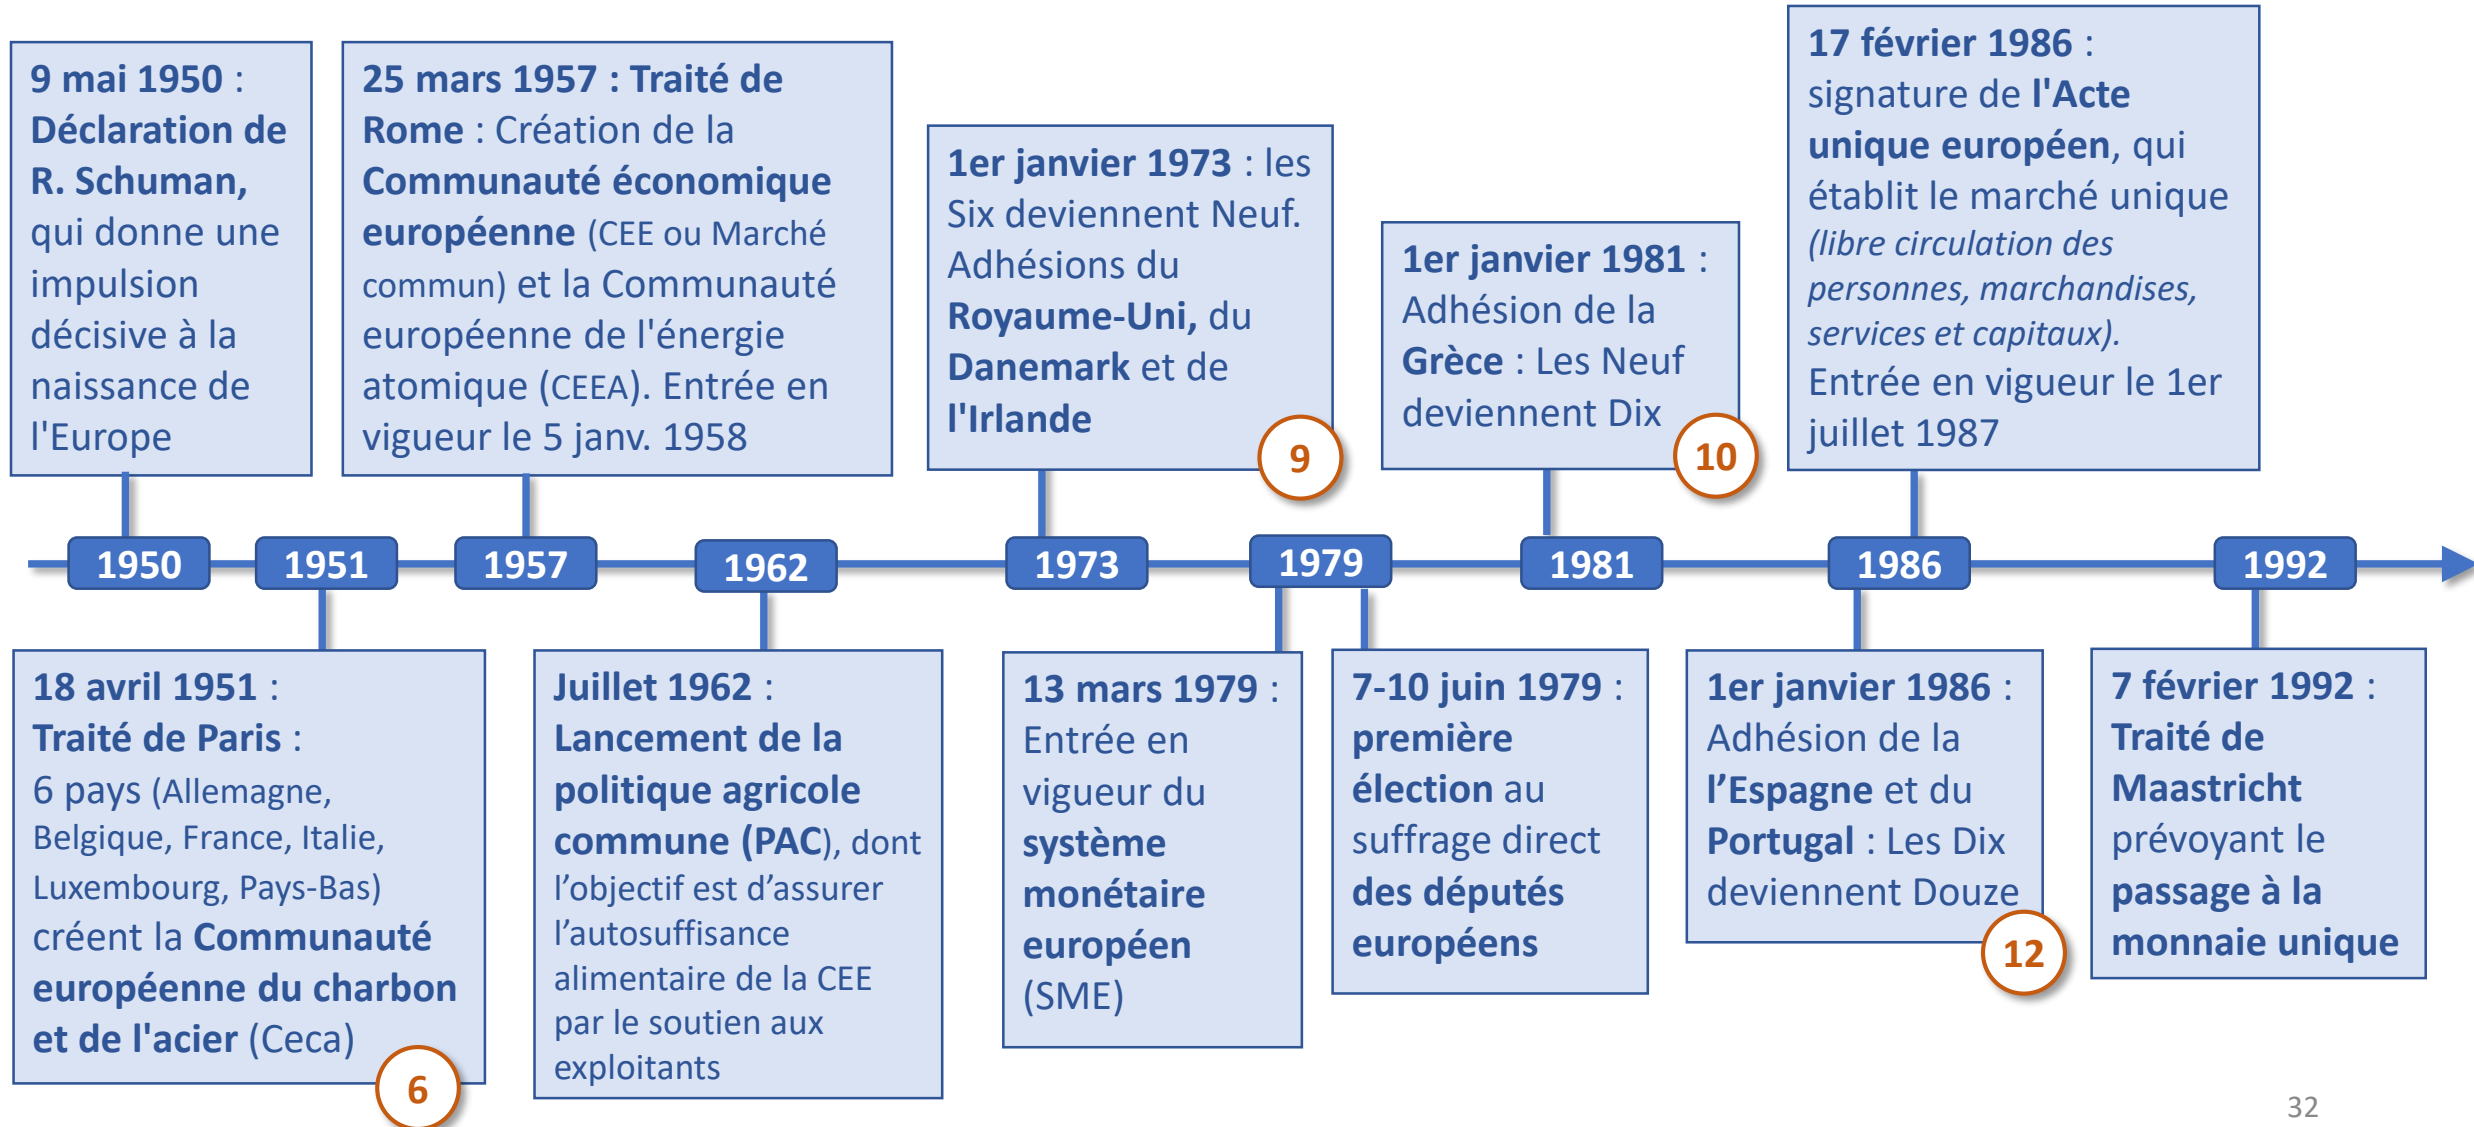 9 mai 1950 :
Déclaration de
R. Schuman,
qui donne une
impulsion
décisive à la
naissance de
l'Europe
25 mars 1957 : Traité de
Rome : Création de la
Communauté économique
européenne (CEE ou Marché
commun) et la Communauté
européenne de l'énergie
atomique (CEEA). Entrée en
vigueur le 5 janv. 1958
1er janvier 1973 : les
Six deviennent Neuf.
Adhésions du
Royaume-Uni, du
Danemark et de
l'Irlande
9
1er janvier 1981 :
Adhésion de la
Grèce : Les Neuf
deviennent Dix
10
17 février 1986 :
signature de l'Acte
unique européen, qui
établit le marché unique
(libre circulation des
personnes, marchandises,
services et capitaux).
Entrée en vigueur le 1er
juillet 1987
1950
1951
1957
1962
1973
1979
1981
1986
1992
18 avril 1951 :
Traité de Paris :
6 pays (Allemagne,
Belgique, France, Italie,
Luxembourg, Pays-Bas)
créent la Communauté
européenne du charbon
et de l'acier (Ceca)
6
Juillet 1962 :
Lancement de la
politique agricole
commune (PAC), dont
l’objectif est d’assurer
l’autosuffisance
alimentaire de la CEE
par le soutien aux
exploitants
13 mars 1979 :
Entrée en
vigueur du
système
monétaire
européen
(SME)
7-10 juin 1979 :
première
élection au
suffrage direct
des députés
européens
1er janvier 1986 :
Adhésion de la
l’Espagne et du
Portugal : Les Dix
deviennent Douze
12
7 février 1992 :
Traité de
Maastricht
prévoyant le
passage à la
monnaie unique
32